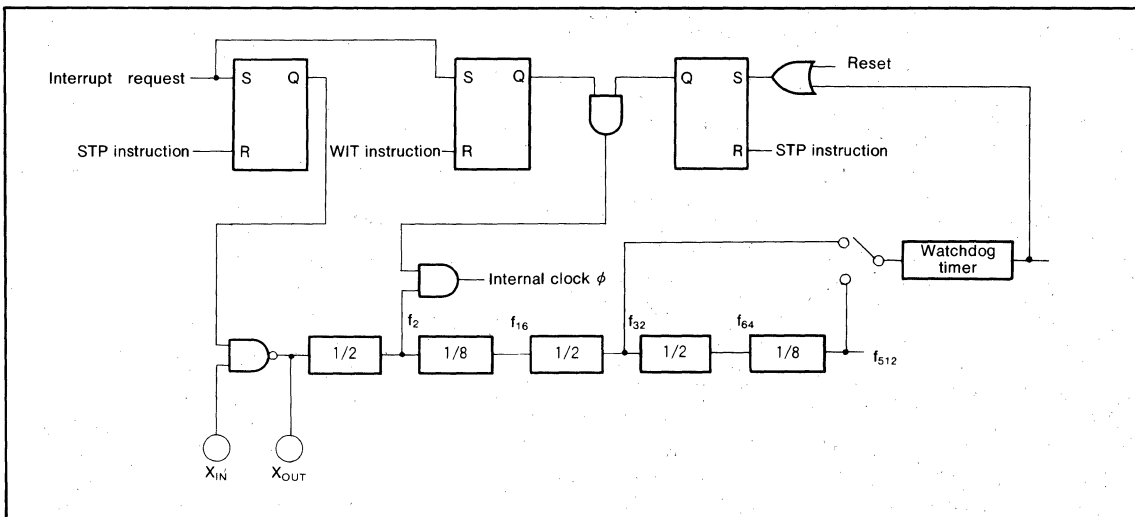 Interrupt request
S Q
STP instruction
R
S Q
WIT instruction
R
Q S
R
Reset
STP instruction
Internal clock φ
Watchdog
timer
f2
f16
f32
f64
f512
1/2
1/8
1/2
1/2
1/8
XIN
XOUT